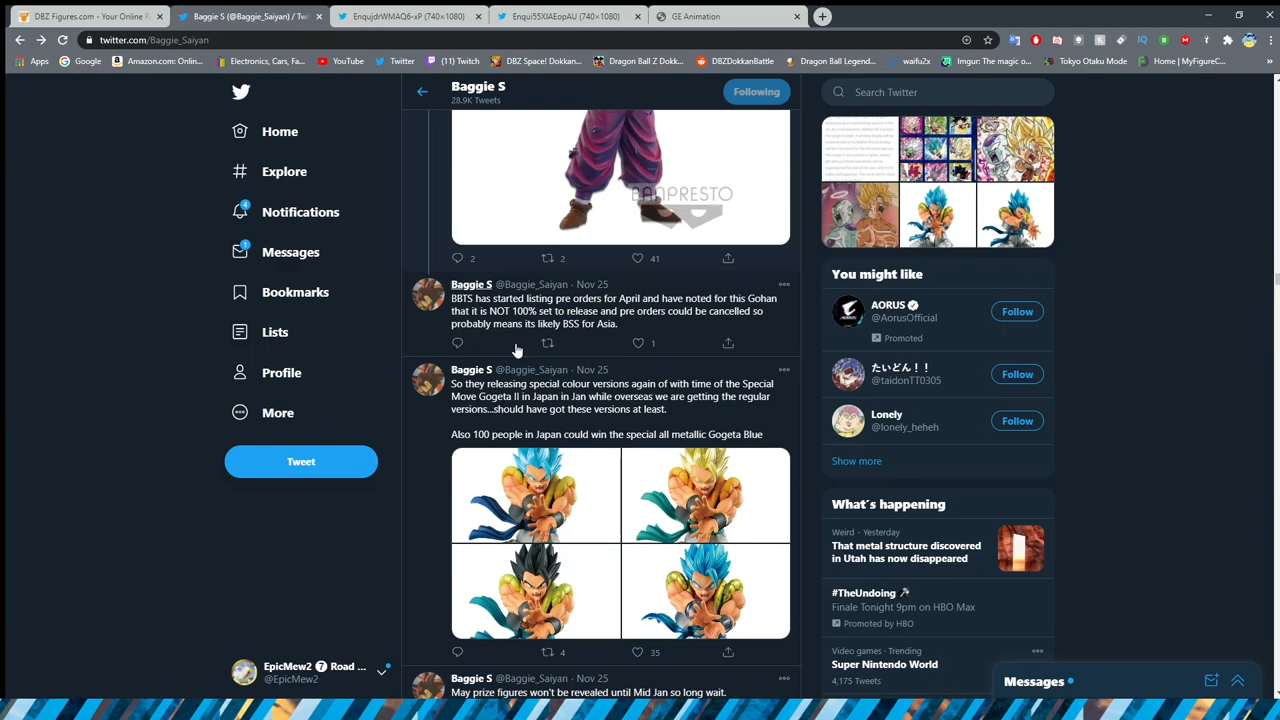 DBZ Figures.com - Your Online R
Baggie S (@Baggie_Saiyan) / Twi
EnqujdrWMAQ6-xP (740×1080)
Enqui55XIAEopAU (740×1080)
GE Animation
twitter.com/Baggie_Saiyan
Apps
Google
Amazon.com: Onlin...
Electronics, Cars, Fa...
YouTube
Twitter
(11) Twitch
DBZ Space! Dokkan...
Dragon Ball Z Dokk...
DBZDokkanBattle
Dragon Ball Legend...
waifu2x
Imgur: The magic o...
Tokyo Otaku Mode
Home | MyFigureC...
Baggie S
28.9K Tweets
Following
Search Twitter
Home
Explore
4
Notifications
1
Messages
Bookmarks
Lists
Profile
More
Tweet
EpicMew2 7 Road ...
@EpicMew2
BANPRESTO
2
2
41
Baggie S @Baggie_Saiyan · Nov 25
BBTS has started listing pre orders for April and have noted for this Gohan
that it is NOT 100% set to release and pre orders could be cancelled so
probably means its likely BSS for Asia.
1
Baggie S @Baggie_Saiyan · Nov 25
So they releasing special colour versions again of with time of the Special
Move Gogeta II in Japan in Jan while overseas we are getting the regular
versions...should have got these versions at least.
Also 100 people in Japan could win the special all metallic Gogeta Blue
4
35
Baggie S @Baggie_Saiyan · Nov 25
May prize figures won't be revealed until Mid Jan so long wait.
You might like
AORUS
@AorusOfficial
Promoted
Follow
たいどん！！
@taidonTT0305
Follow
Lonely
@lonely_heheh
Follow
Show more
What's happening
Weird · Yesterday
That metal structure discovered
in Utah has now disappeared
#TheUndoing
Finale Tonight 9pm on HBO Max
Promoted by HBO
Video games · Trending
Super Nintendo World
4,175 Tweets
Messages